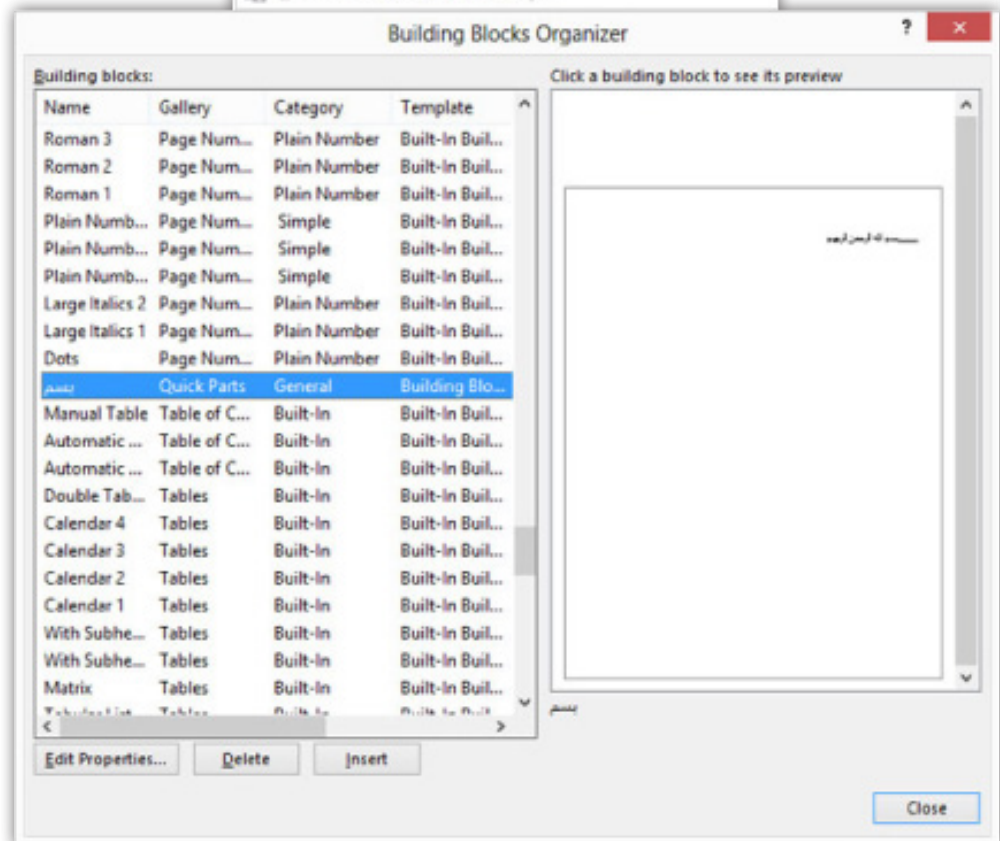 Building Blocks Organizer
?
Building blocks:
Click a building block to see its preview
Name Gallery Category Template
Roman 3 Page Num... Plain Number Built-In Buil...
Roman 2 Page Num... Plain Number Built-In Buil...
Roman 1 Page Num... Plain Number Built-In Buil...
Plain Numb... Page Num... Simple Built-In Buil...
Plain Numb... Page Num... Simple Built-In Buil...
Plain Numb... Page Num... Simple Built-In Buil...
Large Italics 2 Page Num... Plain Number Built-In Buil...
Large Italics 1 Page Num... Plain Number Built-In Buil...
Dots Page Num... Plain Number Built-In Buil...
بسم Quick Parts General Building Blo...
Manual Table Table of C... Built-In Built-In Buil...
Automatic ... Table of C... Built-In Built-In Buil...
Automatic ... Table of C... Built-In Built-In Buil...
Double Tab... Tables Built-In Built-In Buil...
Calendar 4 Tables Built-In Built-In Buil...
Calendar 3 Tables Built-In Built-In Buil...
Calendar 2 Tables Built-In Built-In Buil...
Calendar 1 Tables Built-In Built-In Buil...
With Subhe... Tables Built-In Built-In Buil...
With Subhe... Tables Built-In Built-In Buil...
Matrix Tables Built-In Built-In Buil...
بسم الله الرحمن الرحيم
بسم
Edit Properties... Delete Insert
Close